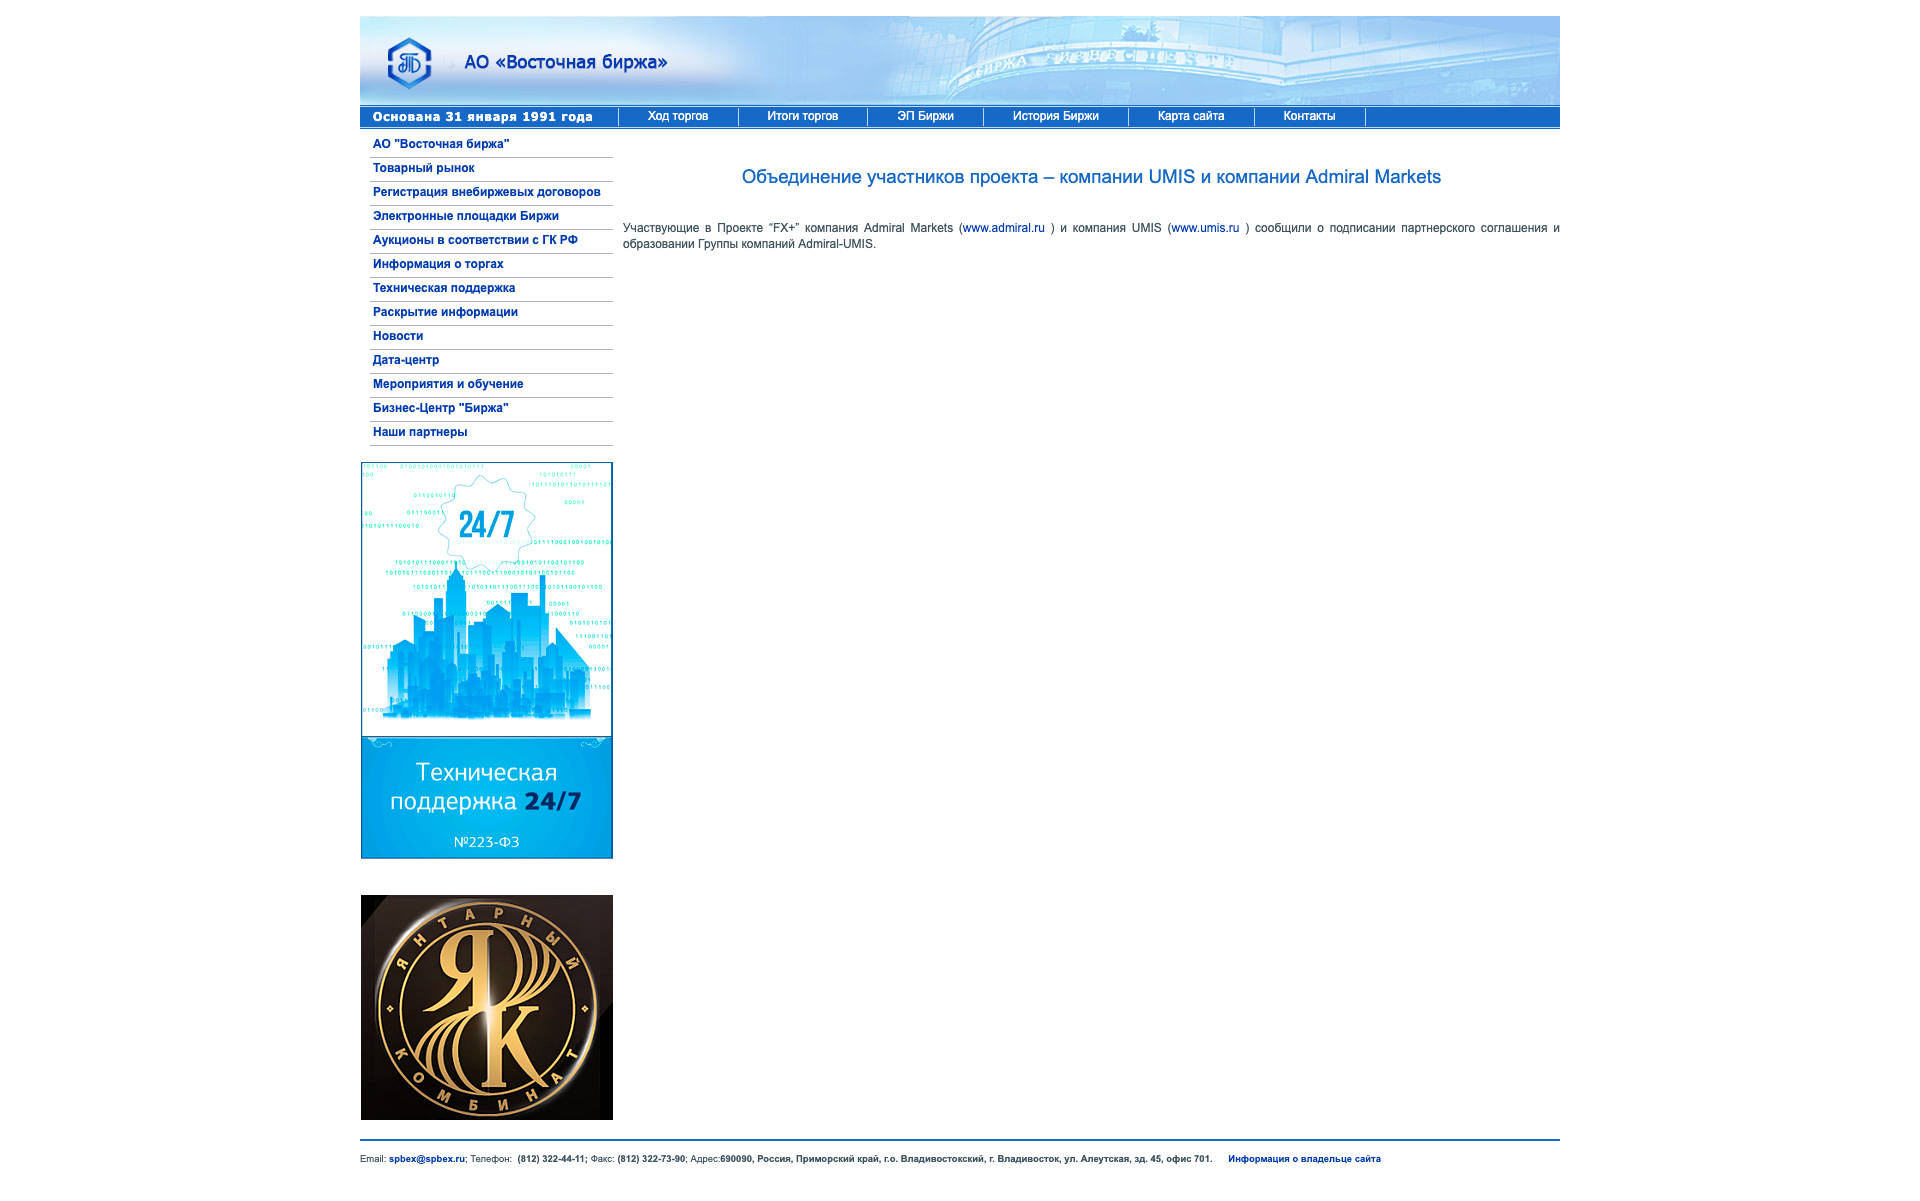 АО «Восточная биржа»
БИРЖА БИЗНЕСЦЕНТР
Основана 31 января 1991 года
Ход торгов
Итоги торгов
ЭП Биржи
История Биржи
Карта сайта
Контакты
АО "Восточная биржа"
Товарный рынок
Регистрация внебиржевых договоров
Электронные площадки Биржи
Аукционы в соответствии с ГК РФ
Информация о торгах
Техническая поддержка
Раскрытие информации
Новости
Дата-центр
Мероприятия и обучение
Бизнес-Центр "Биржа"
Наши партнеры
Объединение участников проекта – компании UMIS и компании Admiral Markets
Участвующие в Проекте “FX+” компания Admiral Markets (www.admiral.ru ) и компания UMIS (www.umis.ru ) сообщили о подписании партнерского соглашения и
образовании Группы компаний Admiral-UMIS.
24/7
Техническая
поддержка 24/7
№223-ФЗ
ЯНТАРНЫЙ
ЯК
КОМБИНАТ
Email: spbex@spbex.ru; Телефон: (812) 322-44-11; Факс: (812) 322-73-90; Адрес:690090, Россия, Приморский край, г.о. Владивостокский, г. Владивосток, ул. Алеутская, зд. 45, офис 701. Информация о владельце сайта